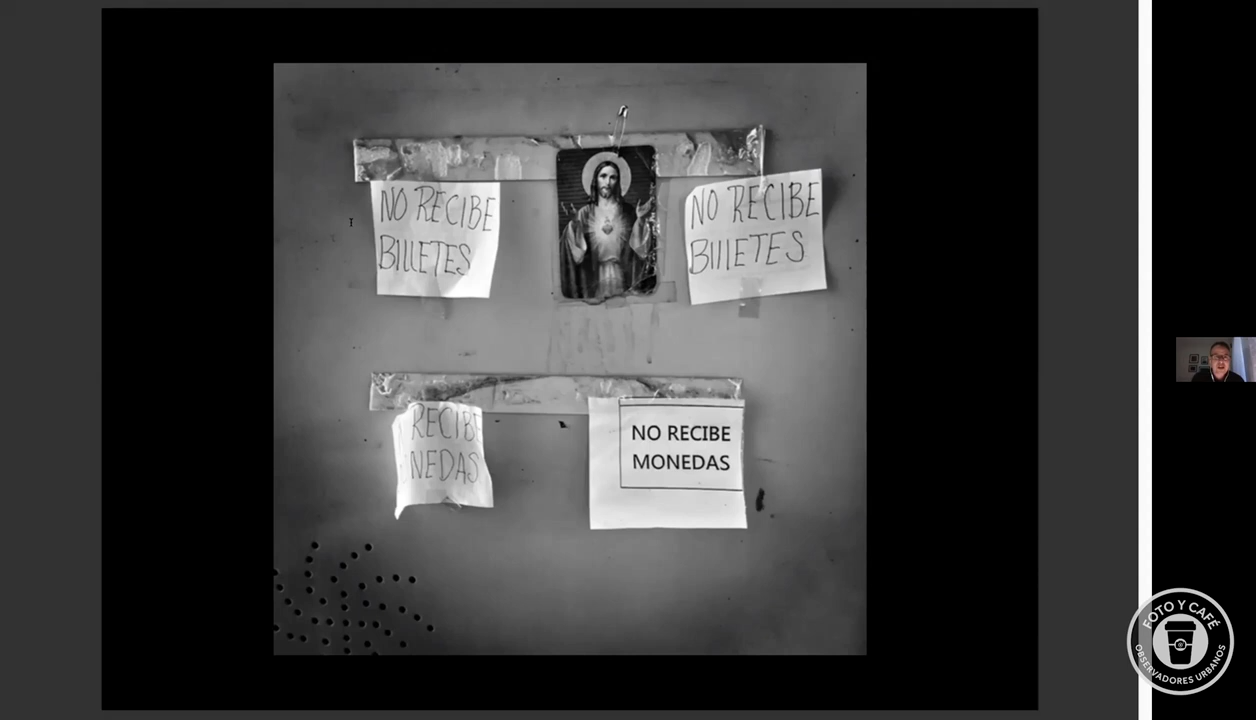 NO RECIBE
BILLETES
NO RECIBE
BILLETES
RECIBE
NEDAS
NO RECIBE
MONEDAS
FOTO Y CAFÉ
OBSERVADORES URBANOS